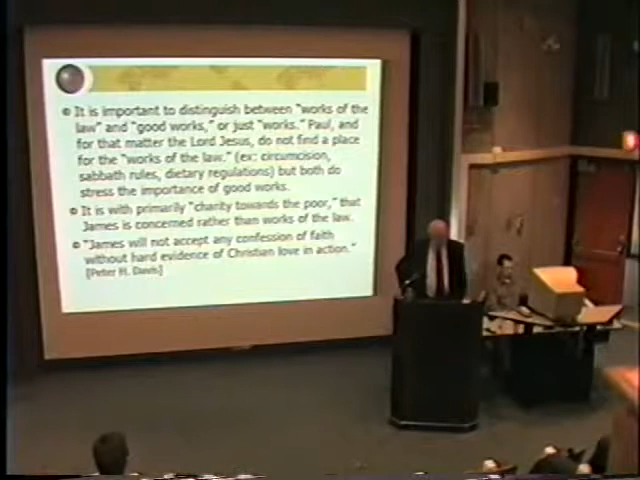 It is important to distinguish between "works of the
law" and "good works," or just "works." Paul, and
for that matter the Lord Jesus, do not find a place
for the "works of the law." (ex: circumcision,
sabbath rules, dietary regulations) but both do
stress the importance of good works.
It is with primarily "charity towards the poor," that
James is concerned rather than works of the law.
"James will not accept any confession of faith
without hard evidence of Christian love in action."
[Peter H. Davis]